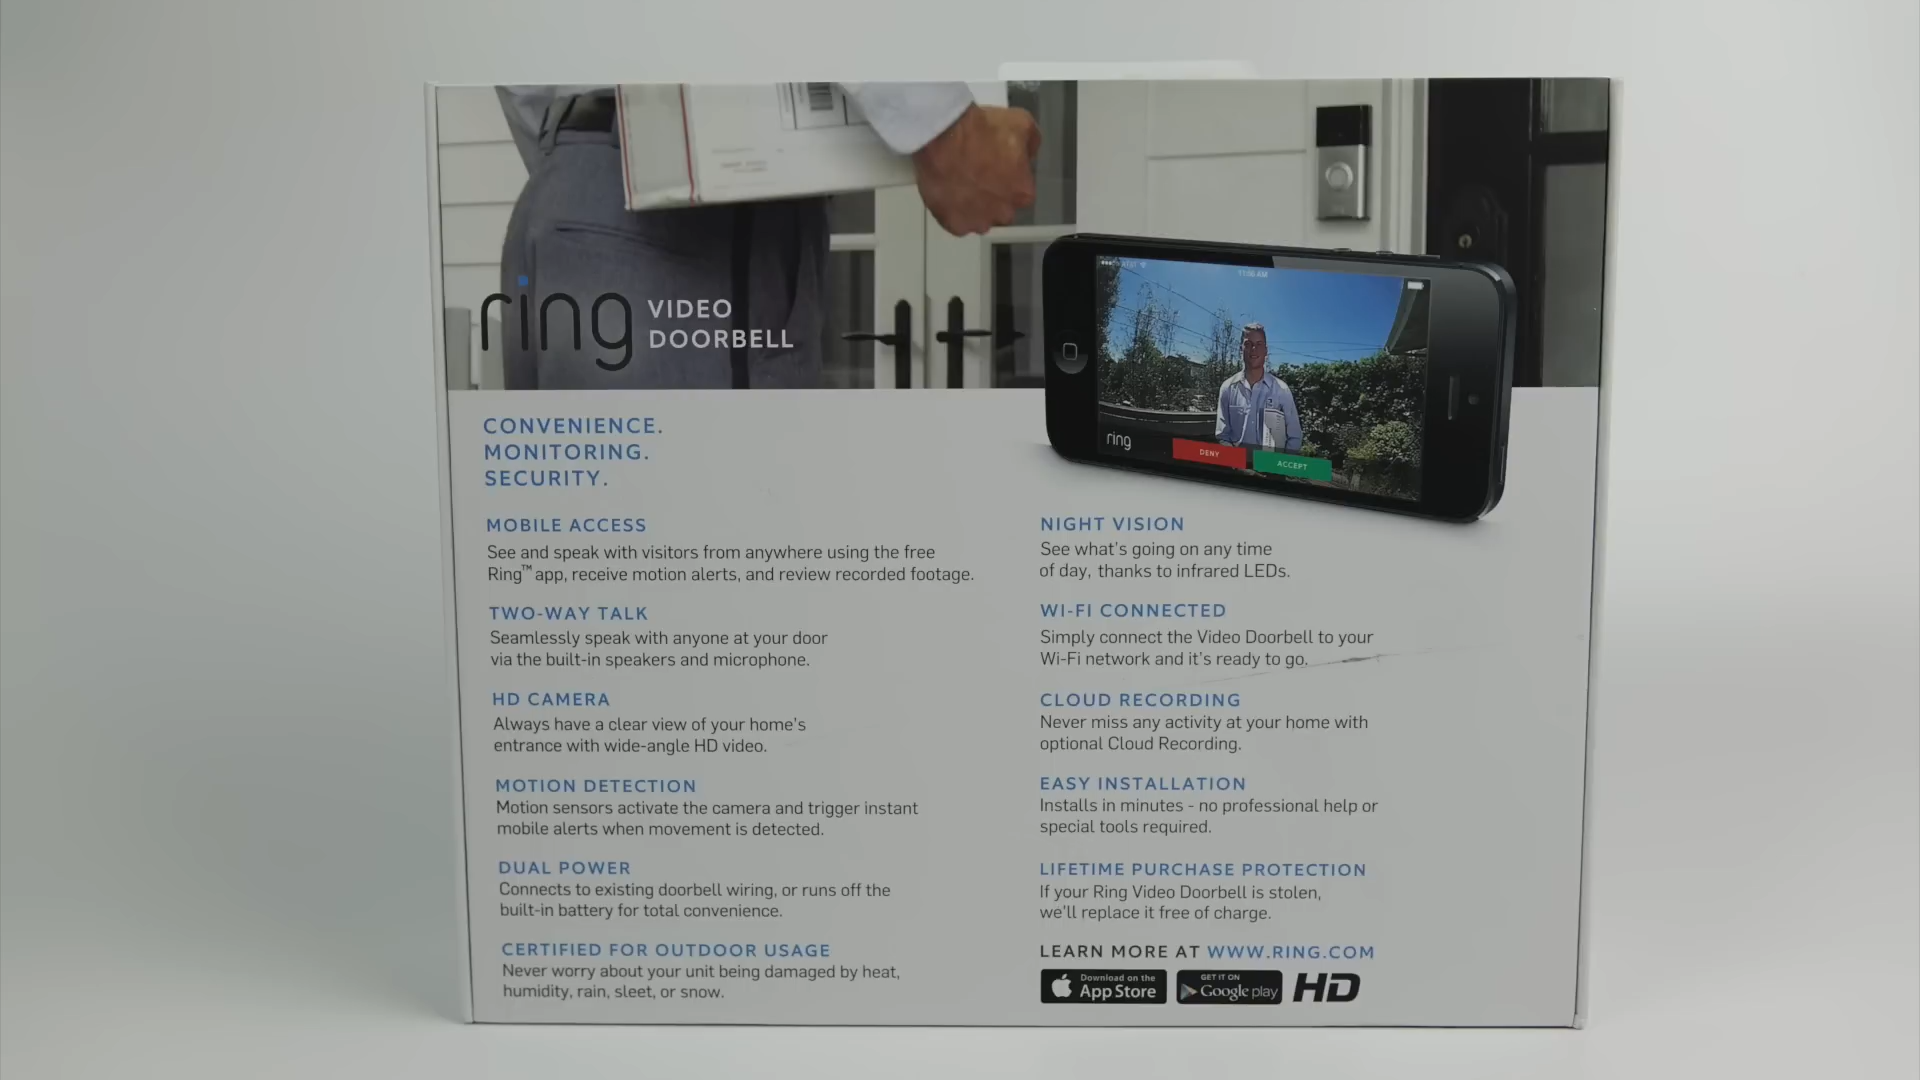 ring VIDEO
DOORBELL
11:56 AM
ring
DENY
ACCEPT
CONVENIENCE.
MONITORING.
SECURITY.
MOBILE ACCESS
See and speak with visitors from anywhere using the free
Ring™ app, receive motion alerts, and review recorded footage.
TWO-WAY TALK
Seamlessly speak with anyone at your door
via the built-in speakers and microphone.
HD CAMERA
Always have a clear view of your home's
entrance with wide-angle HD video.
MOTION DETECTION
Motion sensors activate the camera and trigger instant
mobile alerts when movement is detected.
DUAL POWER
Connects to existing doorbell wiring, or runs off the
built-in battery for total convenience.
CERTIFIED FOR OUTDOOR USAGE
Never worry about your unit being damaged by heat,
humidity, rain, sleet, or snow.
NIGHT VISION
See what's going on any time
of day, thanks to infrared LEDs.
WI-FI CONNECTED
Simply connect the Video Doorbell to your
Wi-Fi network and it's ready to go.
CLOUD RECORDING
Never miss any activity at your home with
optional Cloud Recording.
EASY INSTALLATION
Installs in minutes - no professional help or
special tools required.
LIFETIME PURCHASE PROTECTION
If your Ring Video Doorbell is stolen,
we'll replace it free of charge.
LEARN MORE AT WWW.RING.COM
Download on the
App Store
GET IT ON
Google play
HD